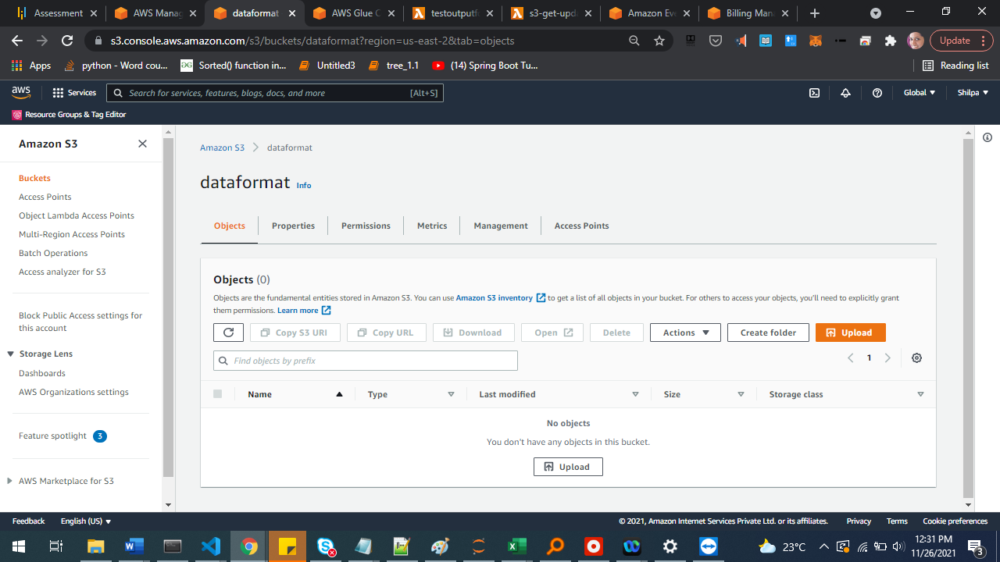 Assessment
AWS Manag
dataformat
AWS Glue C
testoutputf
s3-get-upda
Amazon Eve
Billing Man
s3.console.aws.amazon.com/s3/buckets/dataformat?region=us-east-2&tab=objects
Update
Apps
python - Word cou...
Sorted() function in...
Untitled3
tree_1.1
(14) Spring Boot Tu...
Reading list
aws
Services
Search for services, features, blogs, docs, and more
[Alt+S]
Global
Shilpa
Resource Groups & Tag Editor
Amazon S3
Buckets
Access Points
Object Lambda Access Points
Multi-Region Access Points
Batch Operations
Access analyzer for S3
Block Public Access settings for
this account
Storage Lens
Dashboards
AWS Organizations settings
Feature spotlight 3
AWS Marketplace for S3
Amazon S3
dataformat
dataformat Info
Objects
Properties
Permissions
Metrics
Management
Access Points
Objects (0)
Objects are the fundamental entities stored in Amazon S3. You can use Amazon S3 inventory to get a list of all objects in your bucket. For others to access your objects, you'll need to explicitly grant
them permissions. Learn more
Copy S3 URI
Copy URL
Download
Open
Delete
Actions
Create folder
Upload
Find objects by prefix
1
Name
Type
Last modified
Size
Storage class
No objects
You don't have any objects in this bucket.
Upload
Feedback
English (US)
© 2021, Amazon Internet Services Private Ltd. or its affiliates.
Privacy
Terms
Cookie preferences
23°C
12:31 PM
11/26/2021
3